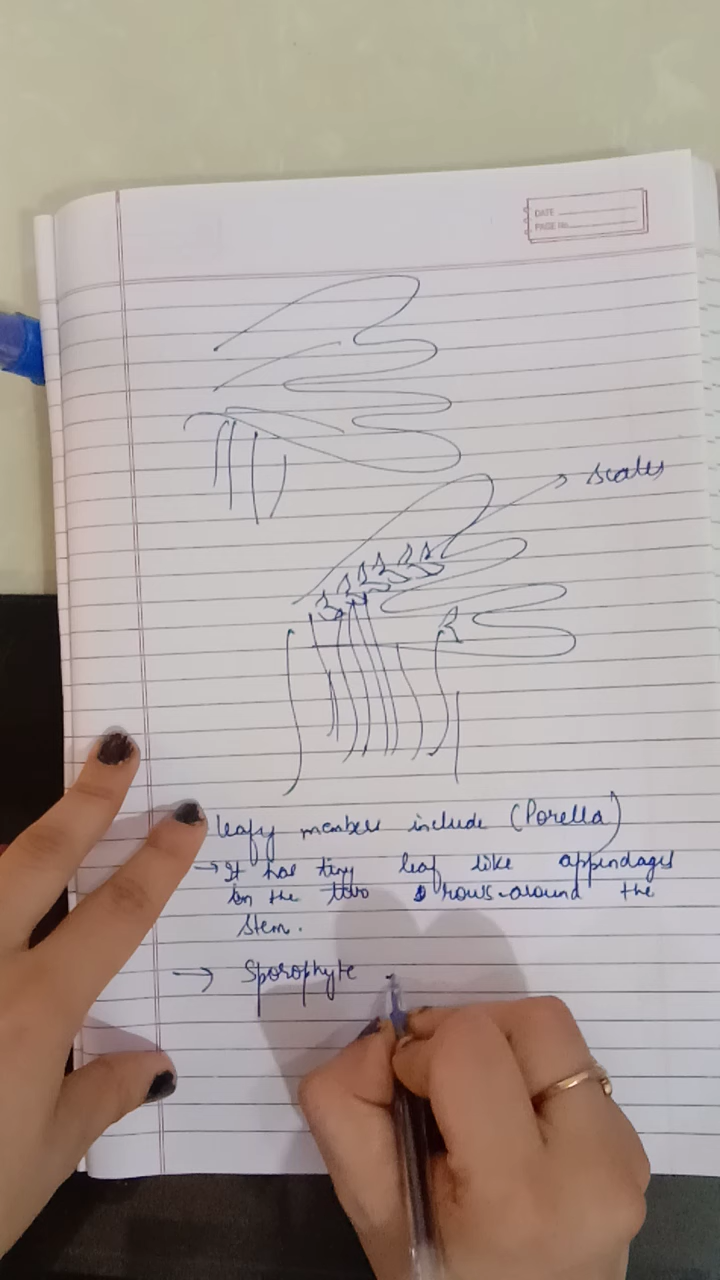 DATE
PAGE No.
scales
leafy members include (Porella)
→ It has tiny leaf like appendages
in the two rows around the
stem.
→ Sporophyte -